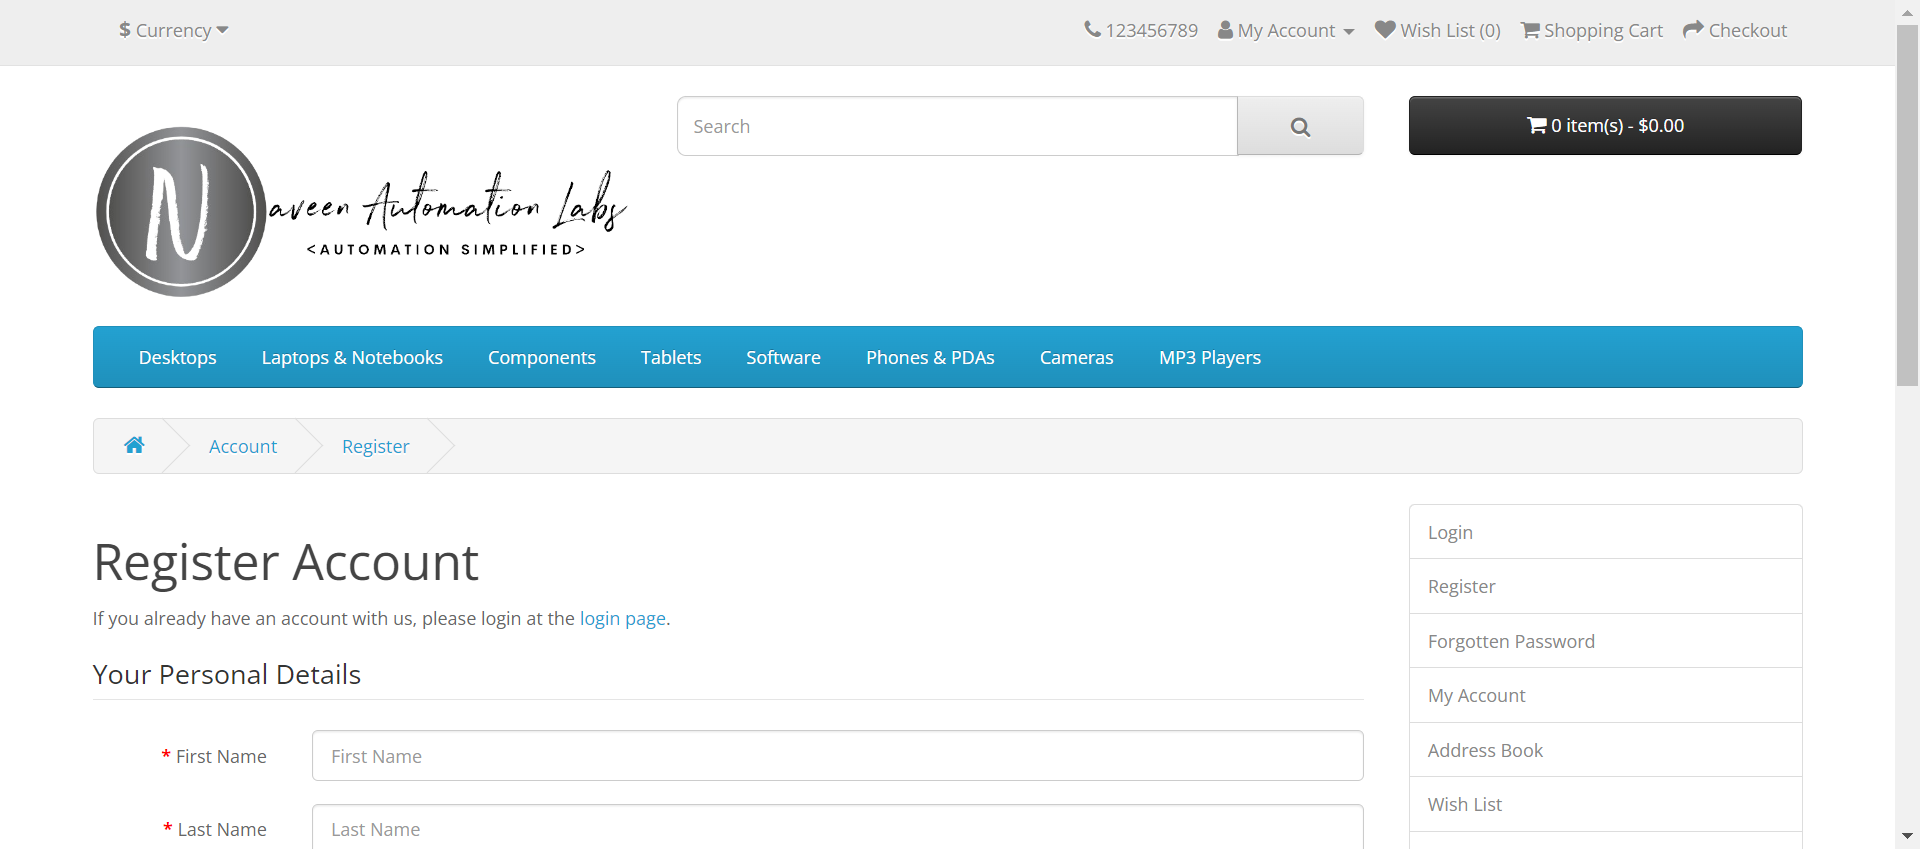 $ Currency
123456789 My Account Wish List (0) Shopping Cart Checkout
Search
0 item(s) - $0.00
Naveen Automation Labs
<AUTOMATION SIMPLIFIED>
Desktops Laptops & Notebooks Components Tablets Software Phones & PDAs Cameras MP3 Players
Account Register
Register Account
If you already have an account with us, please login at the login page.
Your Personal Details
* First Name First Name
* Last Name Last Name
Login
Register
Forgotten Password
My Account
Address Book
Wish List